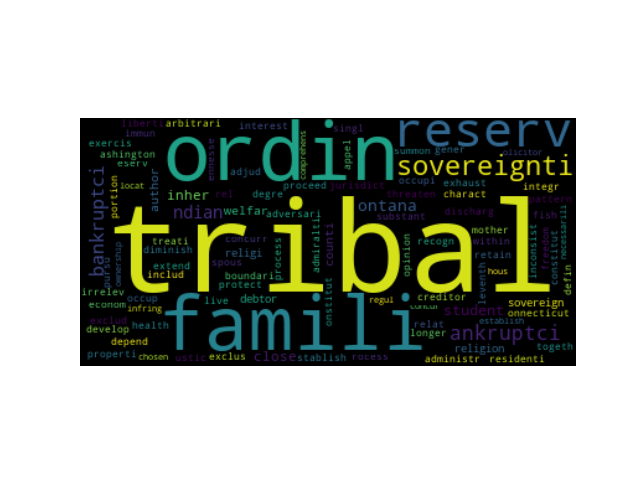 liberti arbitrari interest singl
immun ordin reserv
exercis ennesse comprehens appel summon gener olicitor
ashington adjud sovereignti
eserv author degre proceed jurisdict occupi exhaust integr
locat inher rel threaten charact pattern
portion ndian welfar adversari ontana substant discharg fish
bankruptci tribal
treati concurr process admiralti counti opinion recogn mother within inconsist freedom constitut necessarili
diminish religi retain
extend spous boundari hous defin
pursu ownership includ protect leventh
irrelev live debtor onstitut creditor sovereign
econom occup infring famili regul concur student onnecticut
exclud relat establish
develop health longer ankruptci
depend religion togeth
properti chosen ustic exclus close stablish rocess administr residenti